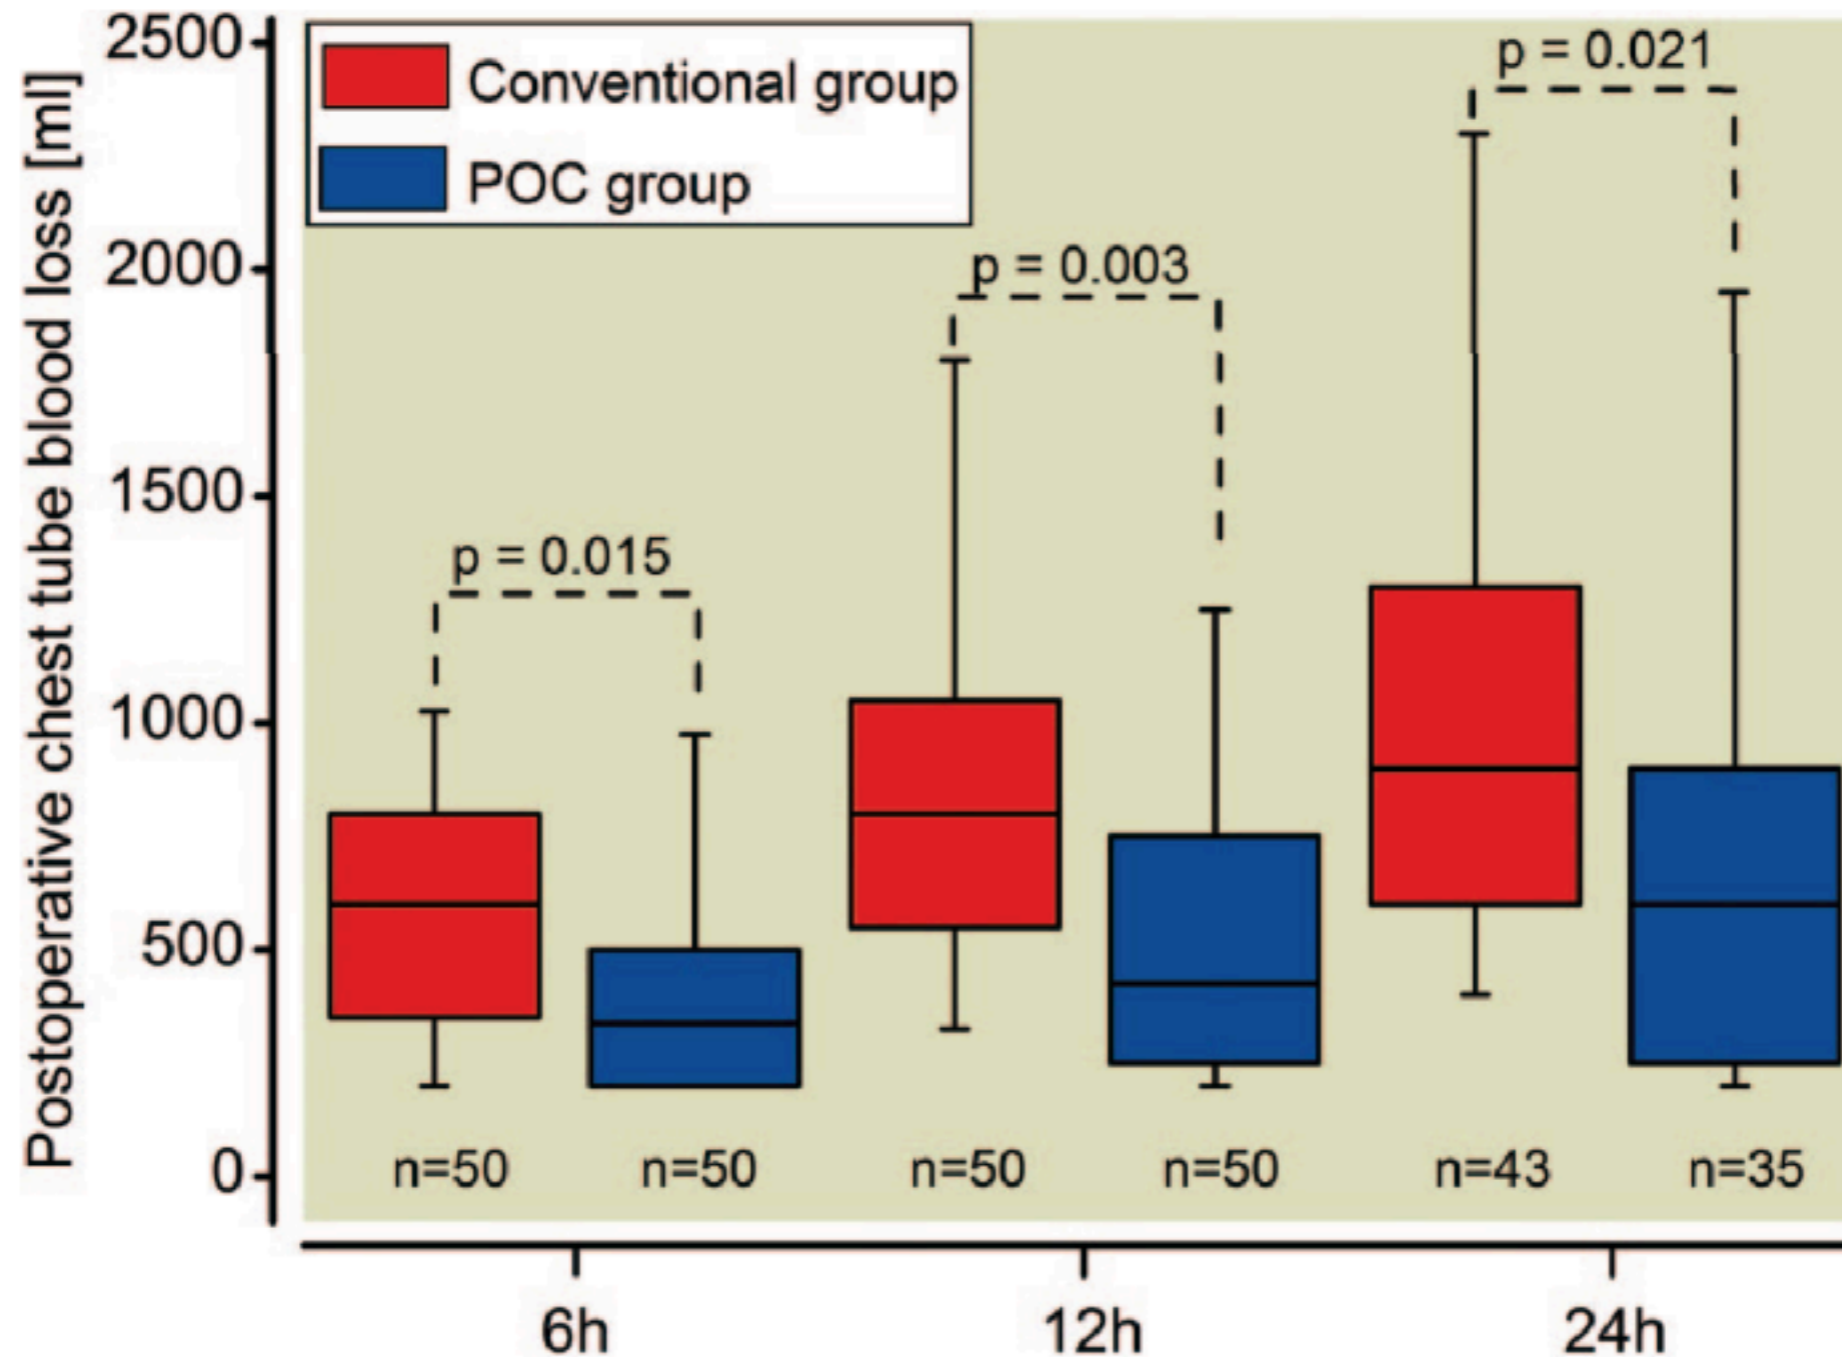 Postoperative chest tube blood loss [ml]
2500
2000
1500
1000
500
0
Conventional group
POC group
p = 0.015
p = 0.003
p = 0.021
n=50
n=50
n=50
n=50
n=43
n=35
6h
12h
24h